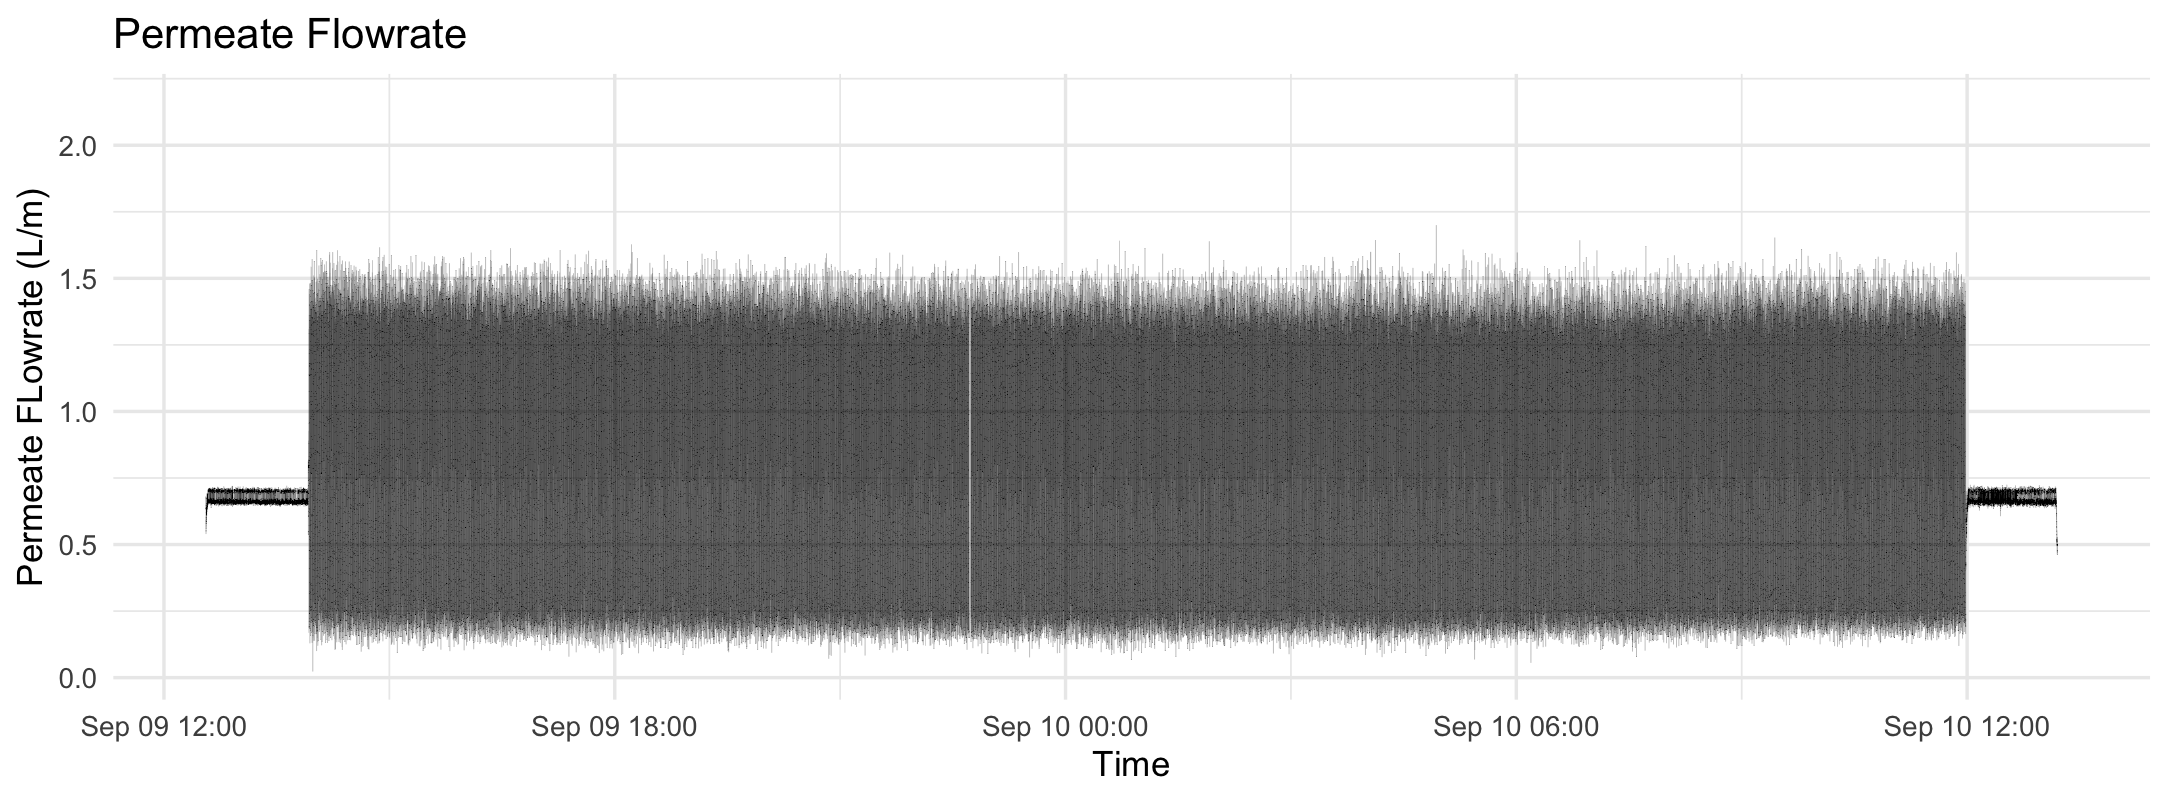 Permeate Flowrate
Permeate FLowrate (L/m)
2.0
1.5
1.0
0.5
0.0
Sep 09 12:00
Sep 09 18:00
Sep 10 00:00
Sep 10 06:00
Sep 10 12:00
Time